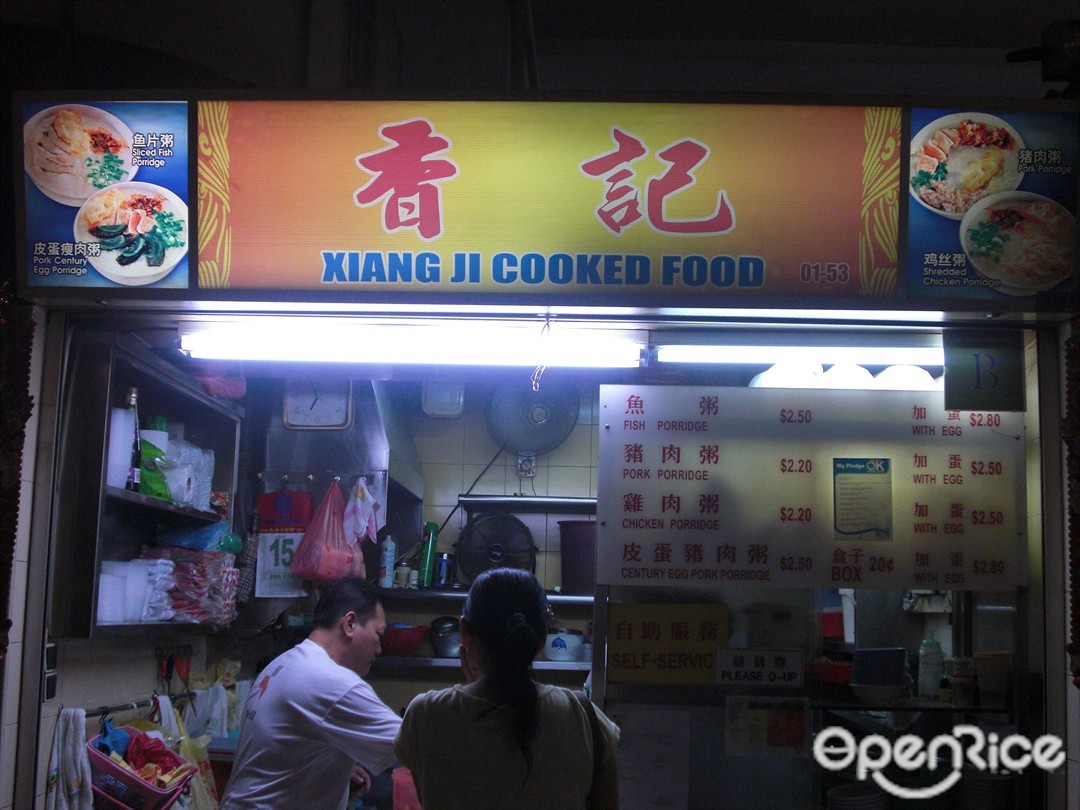 鱼片粥
Sliced Fish
Porridge
皮蛋瘦肉粥
Pork Century
Egg Porridge
香記
XIANG JI COOKED FOOD 01-53
猪肉粥
Pork Porridge
鸡丝粥
Shredded
Chicken Porridge
B
魚 粥 $2.50 加 蛋 $2.80
FISH PORRIDGE WITH EGG
豬肉粥 $2.20 加 蛋 $2.50
PORK PORRIDGE WITH EGG
雞肉粥 $2.20 加 蛋 $2.50
CHICKEN PORRIDGE WITH EGG
皮蛋豬肉粥 $2.50 盒子 20¢ 加 蛋 $2.80
CENTURY EGG PORK PORRIDGE BOX WITH EGG
My Pledge OK
15
自助服務
SELF-SERVIC
請排隊
PLEASE Q-UP
OpenRice